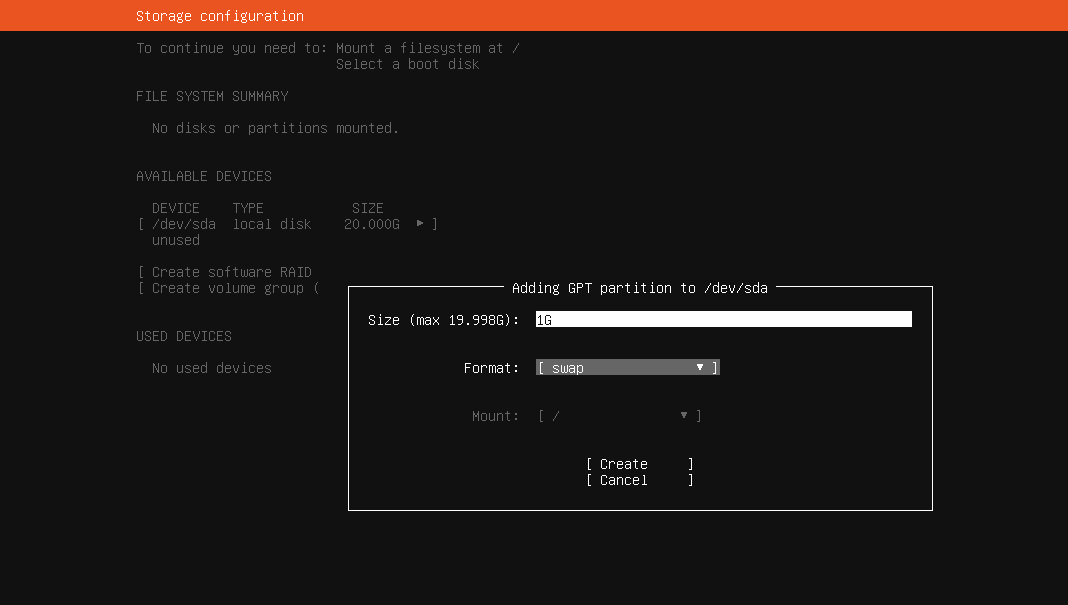 Storage configuration
To continue you need to: Mount a filesystem at /
Select a boot disk
FILE SYSTEM SUMMARY
No disks or partitions mounted.
AVAILABLE DEVICES
DEVICE TYPE SIZE
[ /dev/sda local disk 20.000G ▸ ]
unused
[ Create software RAID
[ Create volume group (
USED DEVICES
No used devices
Adding GPT partition to /dev/sda
Size (max 19.998G): 1G
Format: [ swap ▾ ]
Mount: [ / ▾ ]
[ Create ]
[ Cancel ]